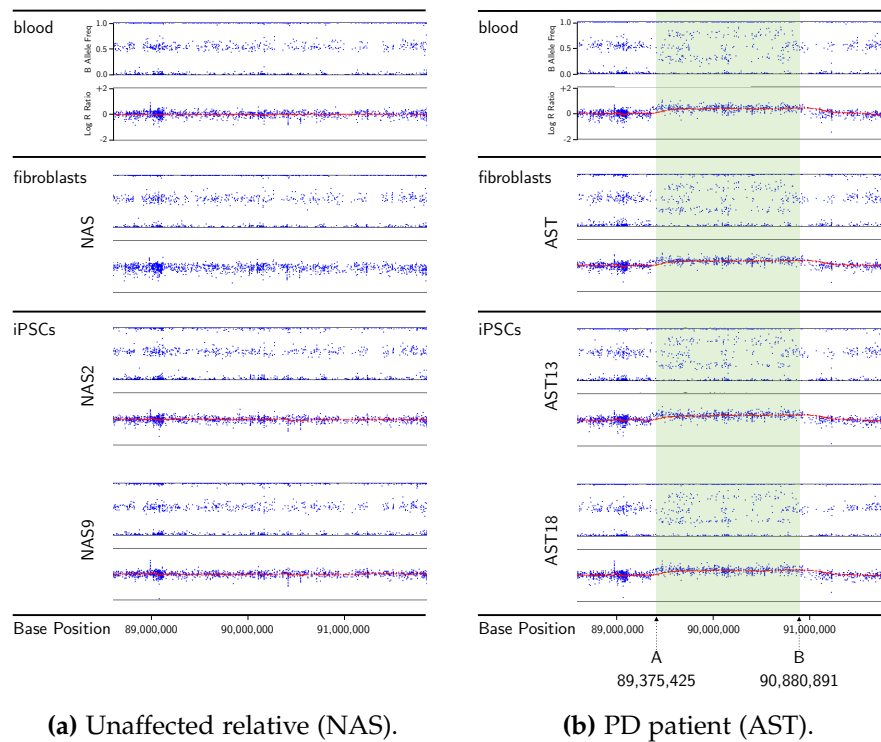 blood
B Allele Freq
1.0
0.5
0.0
Log R Ratio
+2
0
-2
fibroblasts
NAS
iPSCs
NAS2
NAS9
Base Position 89,000,000 90,000,000 91,000,000
(a) Unaffected relative (NAS).
blood
B Allele Freq
1.0
0.5
0.0
Log R Ratio
+2
0
-2
fibroblasts
AST
iPSCs
AST13
AST18
Base Position 89,000,000 90,000,000 91,000,000
A B
89,375,425 90,880,891
(b) PD patient (AST).